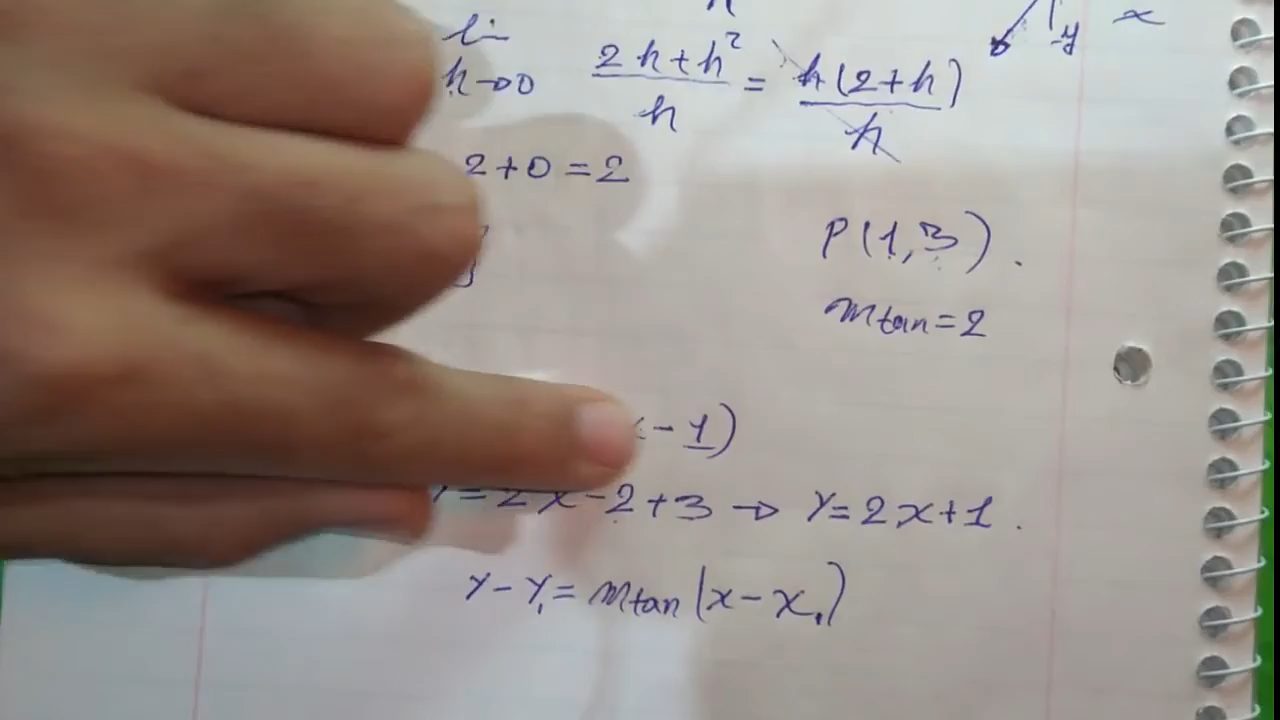 -y x
lim
h→0 2h+h² / h = h(2+h) / h
2+0=2
P(1,3).
mtan=2
x-1)
Y=2x-2+3 → Y=2x+1.
Y-Y₁=mtan(x-x₁)